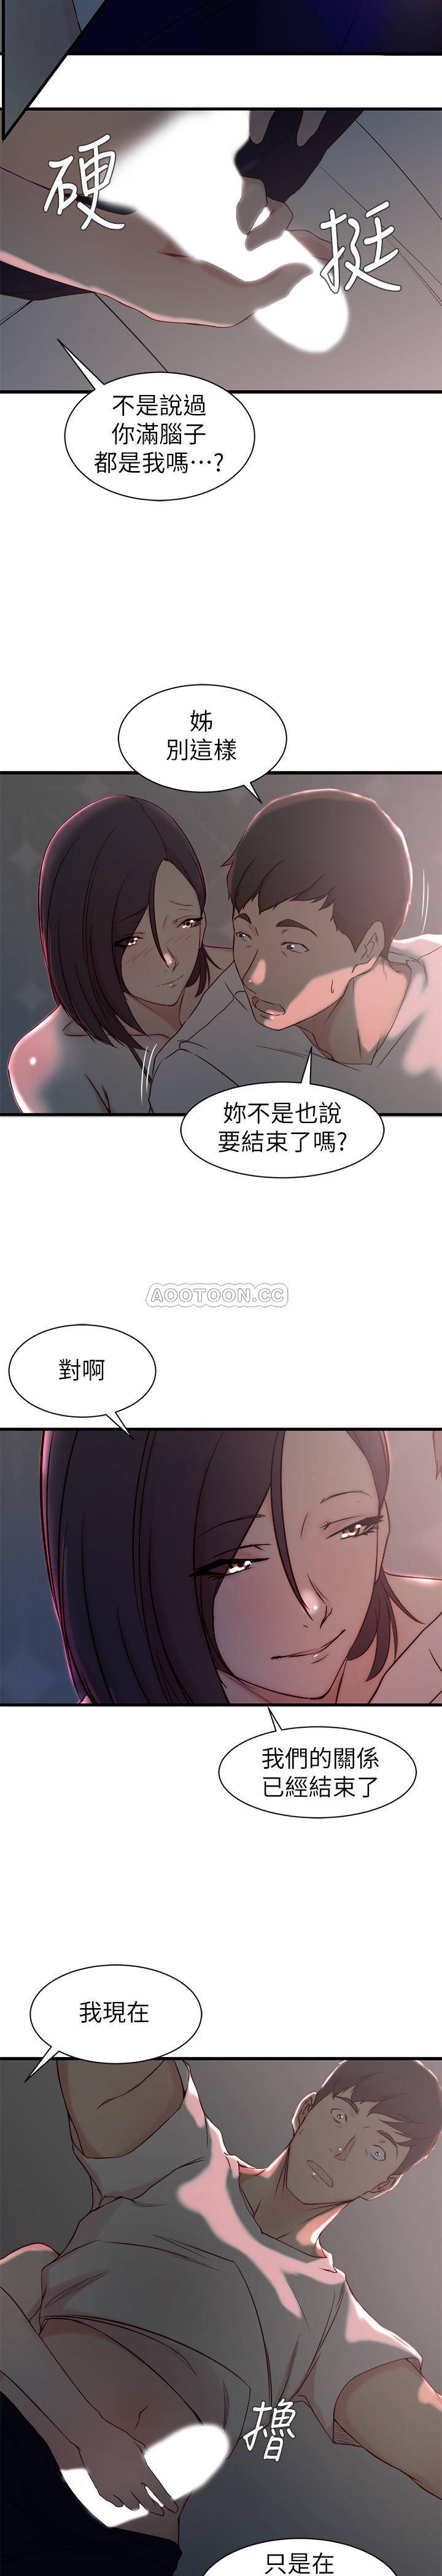 硬
挺
不是說過
你滿腦子
都是我嗎…?
姊
別這樣
妳不是也說
要結束了嗎?
AOOTOON.CC
對啊
我們的關係
已經結束了
我現在
擼
只是在